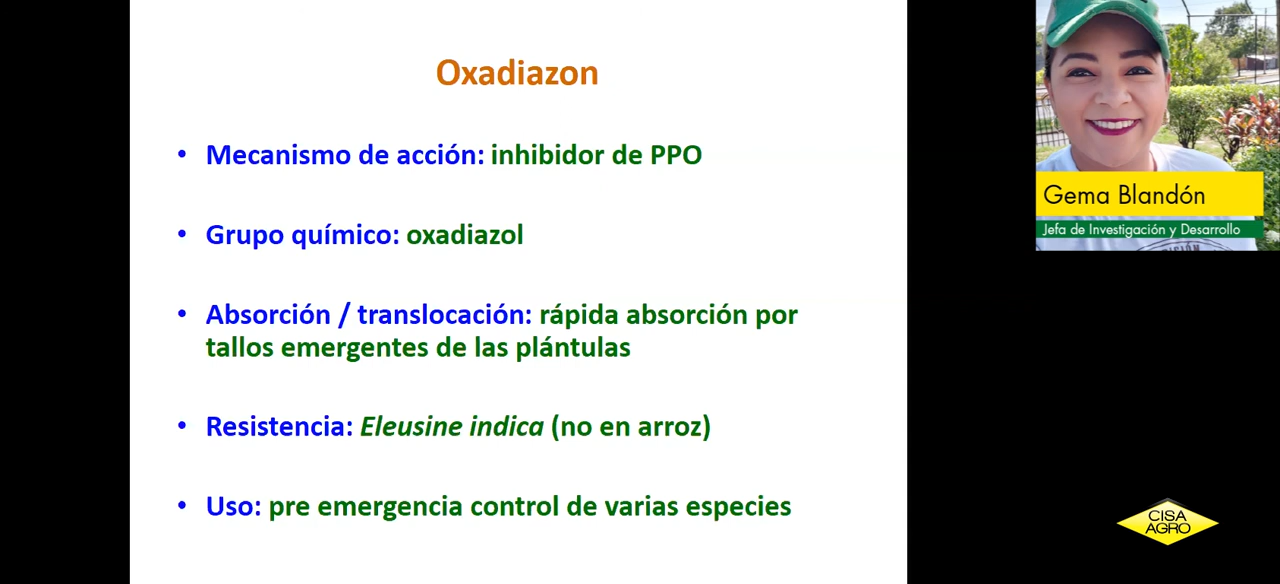 Oxadiazon
• Mecanismo de acción: inhibidor de PPO
• Grupo químico: oxadiazol
• Absorción / translocación: rápida absorción por
tallos emergentes de las plántulas
• Resistencia: Eleusine indica (no en arroz)
• Uso: pre emergencia control de varias especies
Gema Blandón
Jefa de Investigación y Desarrollo
CISA
AGRO